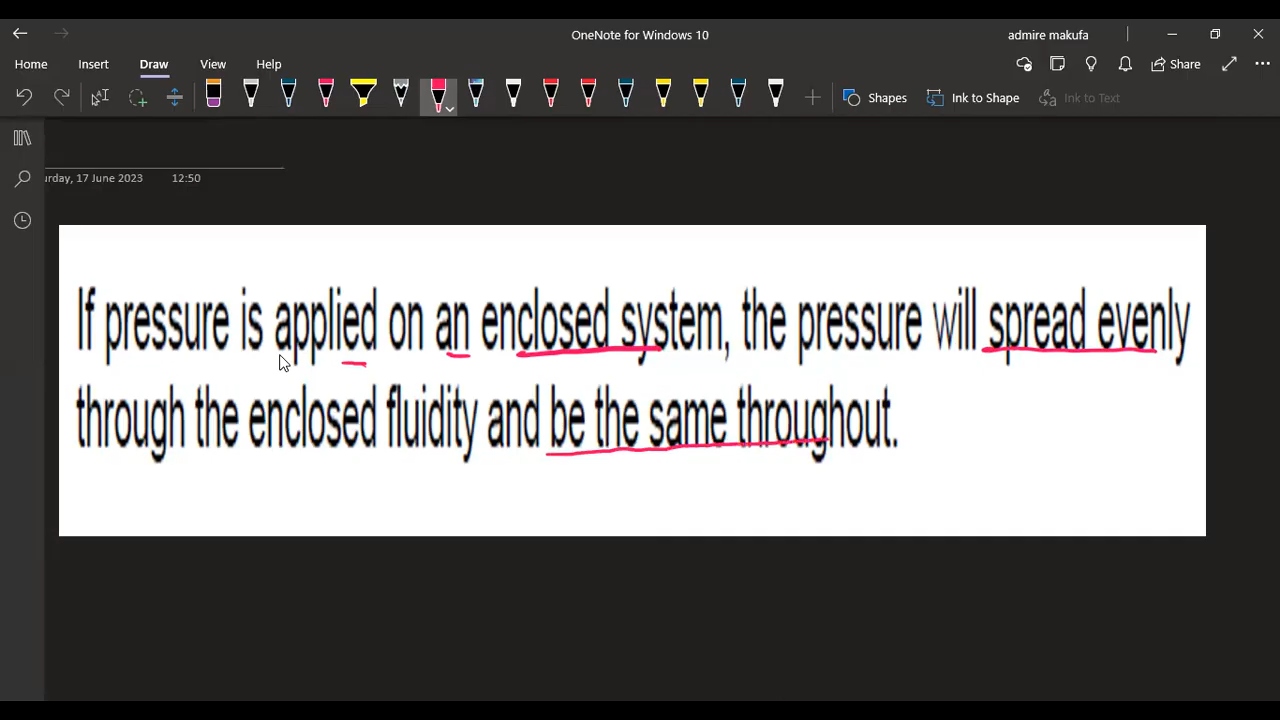 OneNote for Windows 10
admire makufa
Home Insert Draw View Help
Share
Shapes Ink to Shape Ink to Text
urday, 17 June 2023 12:50
If pressure is applied on an enclosed system, the pressure will spread evenly
through the enclosed fluidity and be the same throughout.